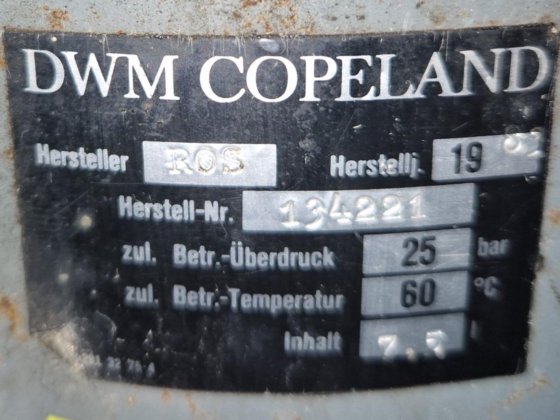 DWM COPELAND
Hersteller ROS Herstellj. 19
Herstell-Nr. 134221
zul. Betr.-Überdruck 25 bar
zul. Betr.-Temperatur 60 °C
Inhalt